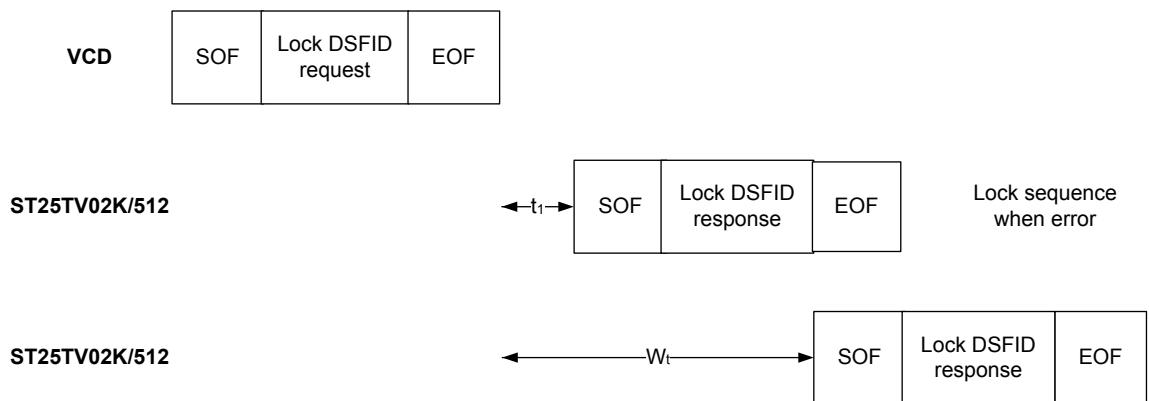 VCD
SOF
Lock DSFID
request
EOF
ST25TV02K/512
t₁
SOF
Lock DSFID
response
EOF
Lock sequence
when error
ST25TV02K/512
Wₜ
SOF
Lock DSFID
response
EOF